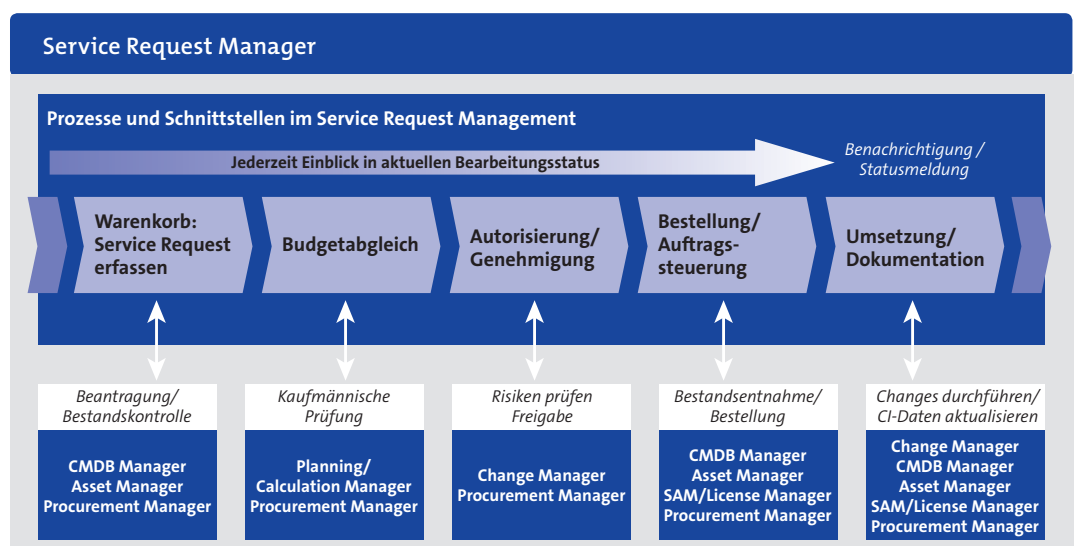 Service Request Manager
Prozesse und Schnittstellen im Service Request Management
Jederzeit Einblick in aktuellen Bearbeitungsstatus
Benachrichtigung /
Statusmeldung
Warenkorb:
Service Request
erfassen
Budgetabgleich
Autorisierung/
Genehmigung
Bestellung/
Auftrags-
steuerung
Umsetzung/
Dokumentation
Beantragung/
Bestandskontrolle
CMDB Manager
Asset Manager
Procurement Manager
Kaufmännische
Prüfung
Planning/
Calculation Manager
Procurement Manager
Risiken prüfen
Freigabe
Change Manager
Procurement Manager
Bestandsentnahme/
Bestellung
CMDB Manager
Asset Manager
SAM/License Manager
Procurement Manager
Changes durchführen/
CI-Daten aktualisieren
Change Manager
CMDB Manager
Asset Manager
SAM/License Manager
Procurement Manager